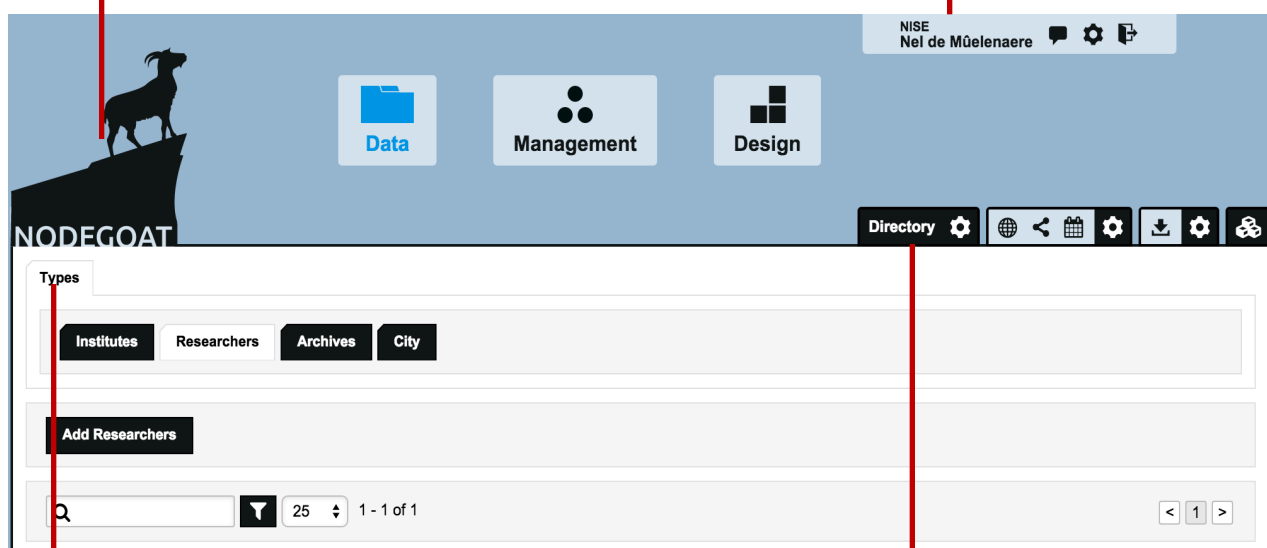 NISE
Nel de Mûelenaere
Data
Management
Design
NODEGOAT
Directory
Types
Institutes
Researchers
Archives
City
Add Researchers
25
1 - 1 of 1
< 1 >